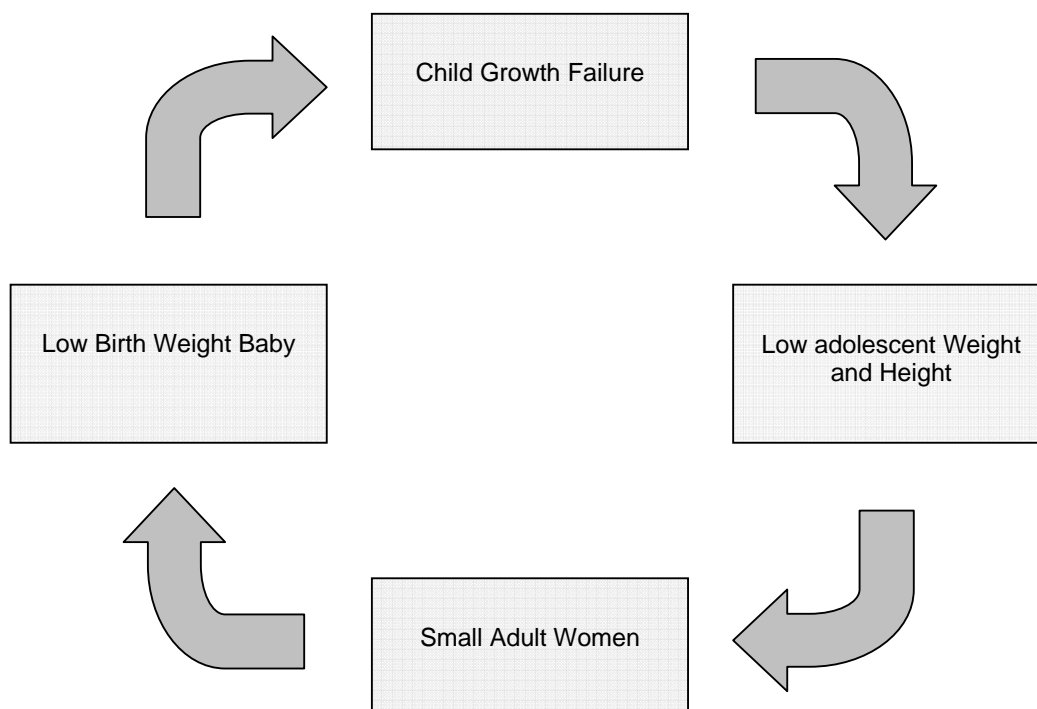 Child Growth Failure
Low Birth Weight Baby
Low adolescent Weight
and Height
Small Adult Women